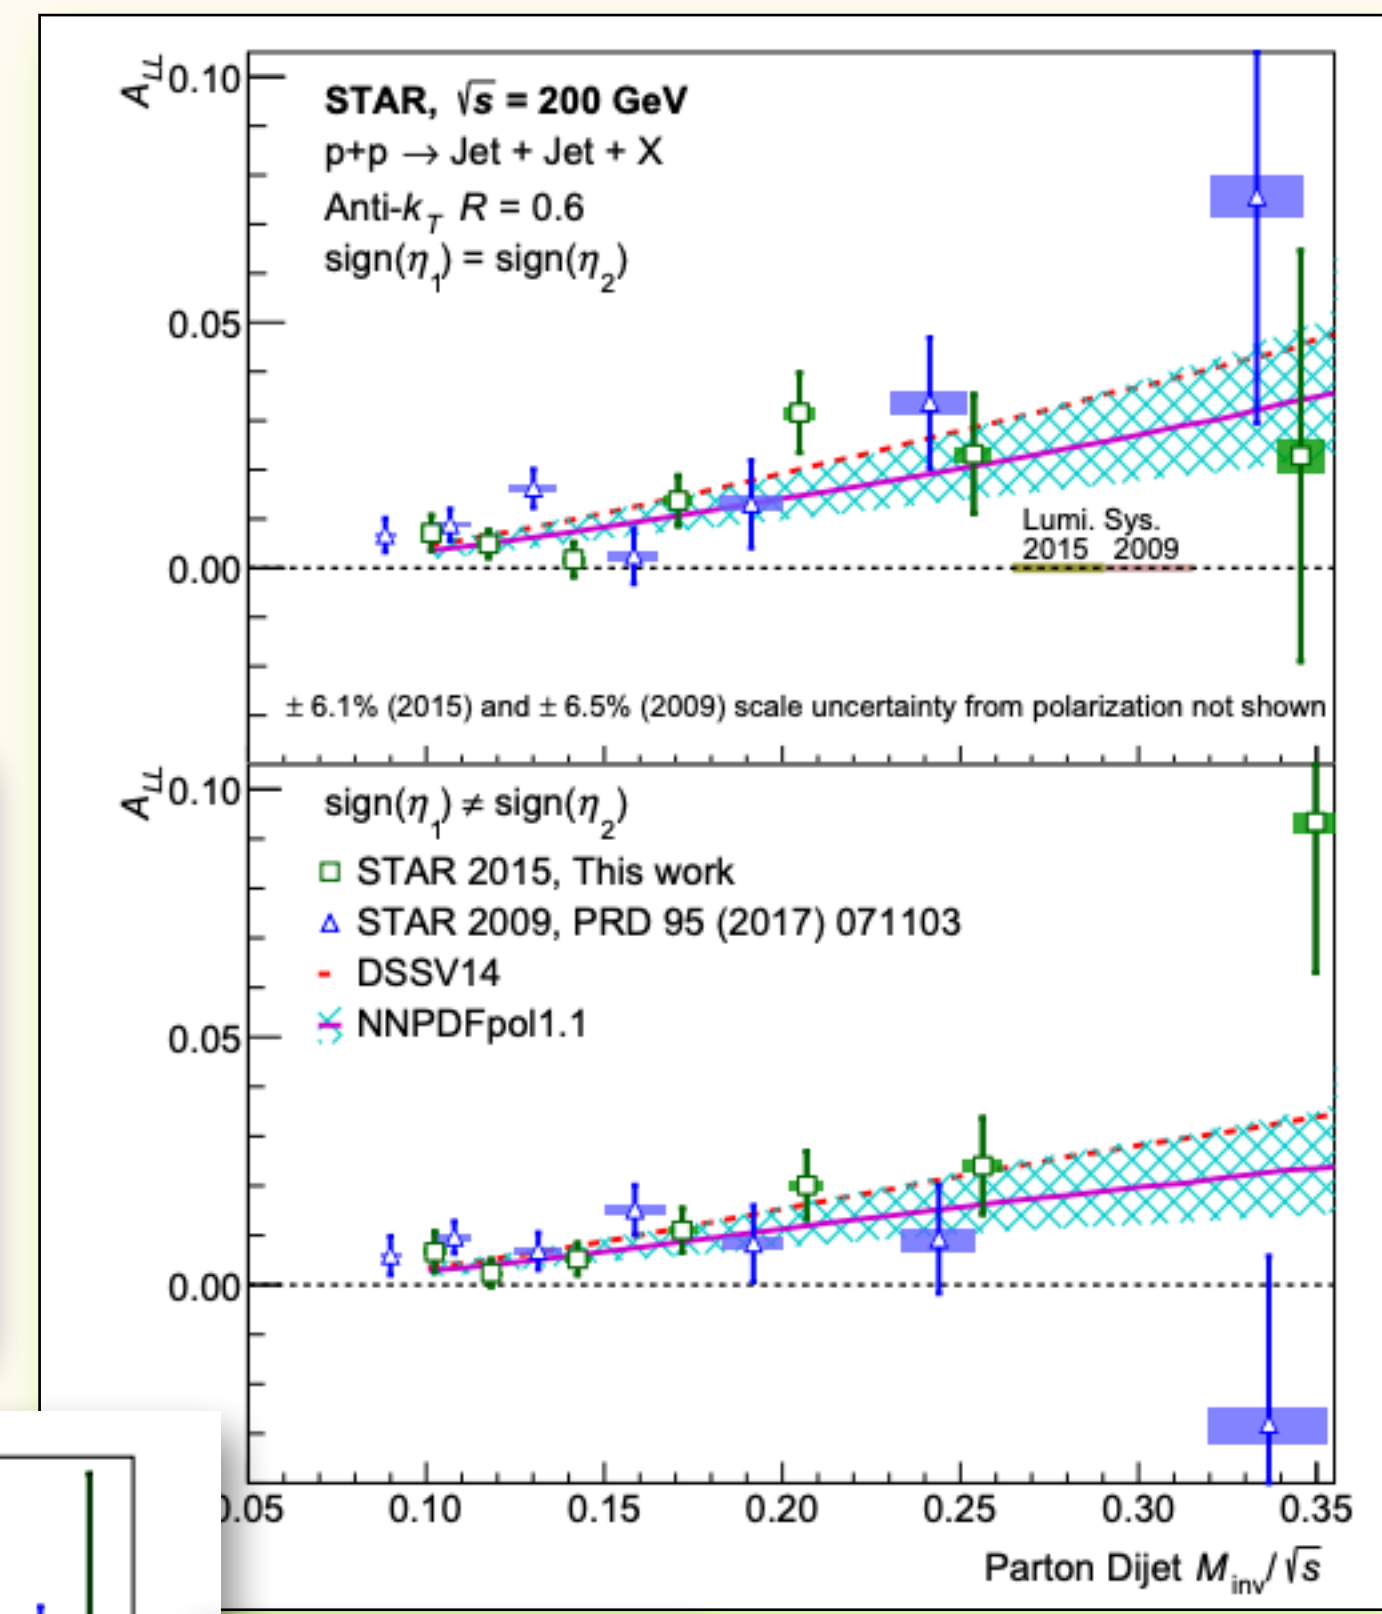 A_LL
0.10
STAR, √s = 200 GeV
p+p → Jet + Jet + X
Anti-k_T R = 0.6
sign(η_1) = sign(η_2)
0.05
Lumi. Sys.
2015 2009
0.00
± 6.1% (2015) and ± 6.5% (2009) scale uncertainty from polarization not shown
A_LL
0.10
sign(η_1) ≠ sign(η_2)
STAR 2015, This work
STAR 2009, PRD 95 (2017) 071103
DSSV14
NNPDFpol1.1
0.05
0.00
0.05 0.10 0.15 0.20 0.25 0.30 0.35
Parton Dijet M_inv/√s